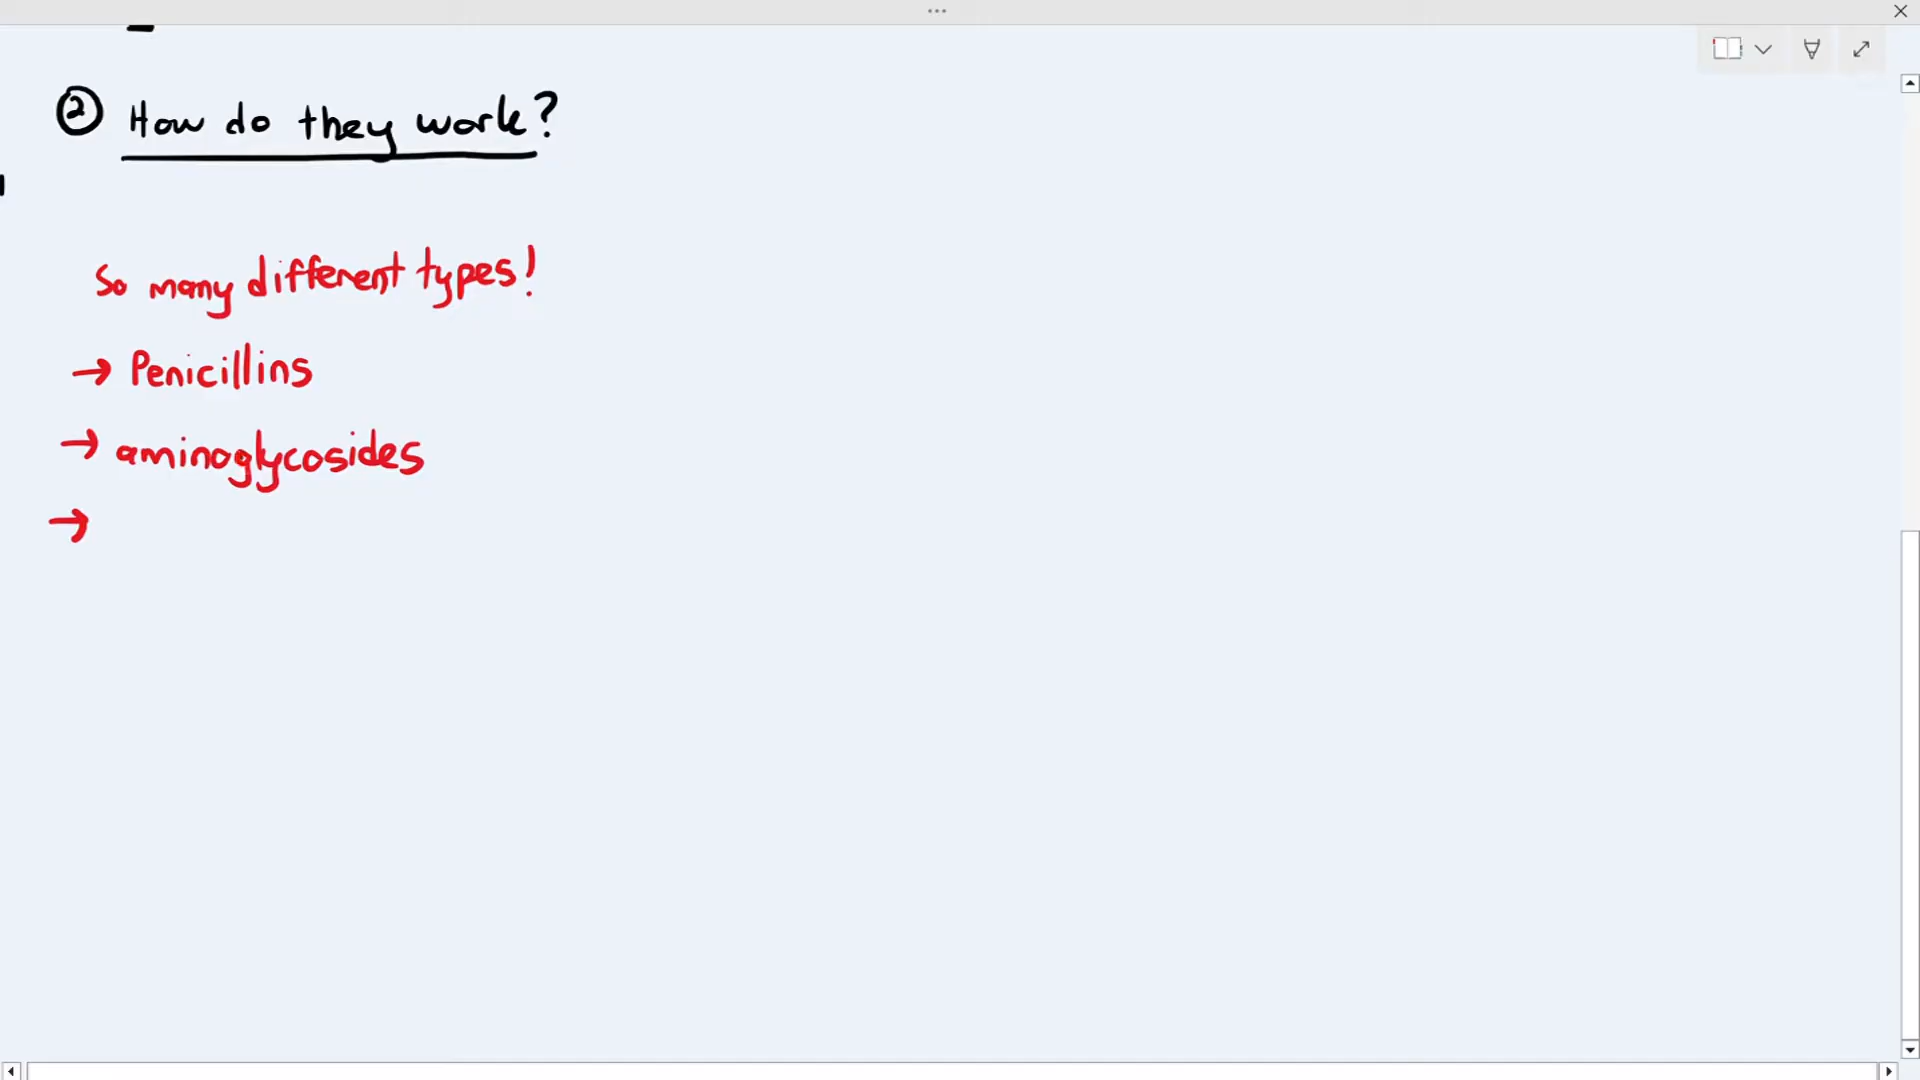 ② How do they work?
So many different types!
→ Penicillins
→ aminoglycosides
→